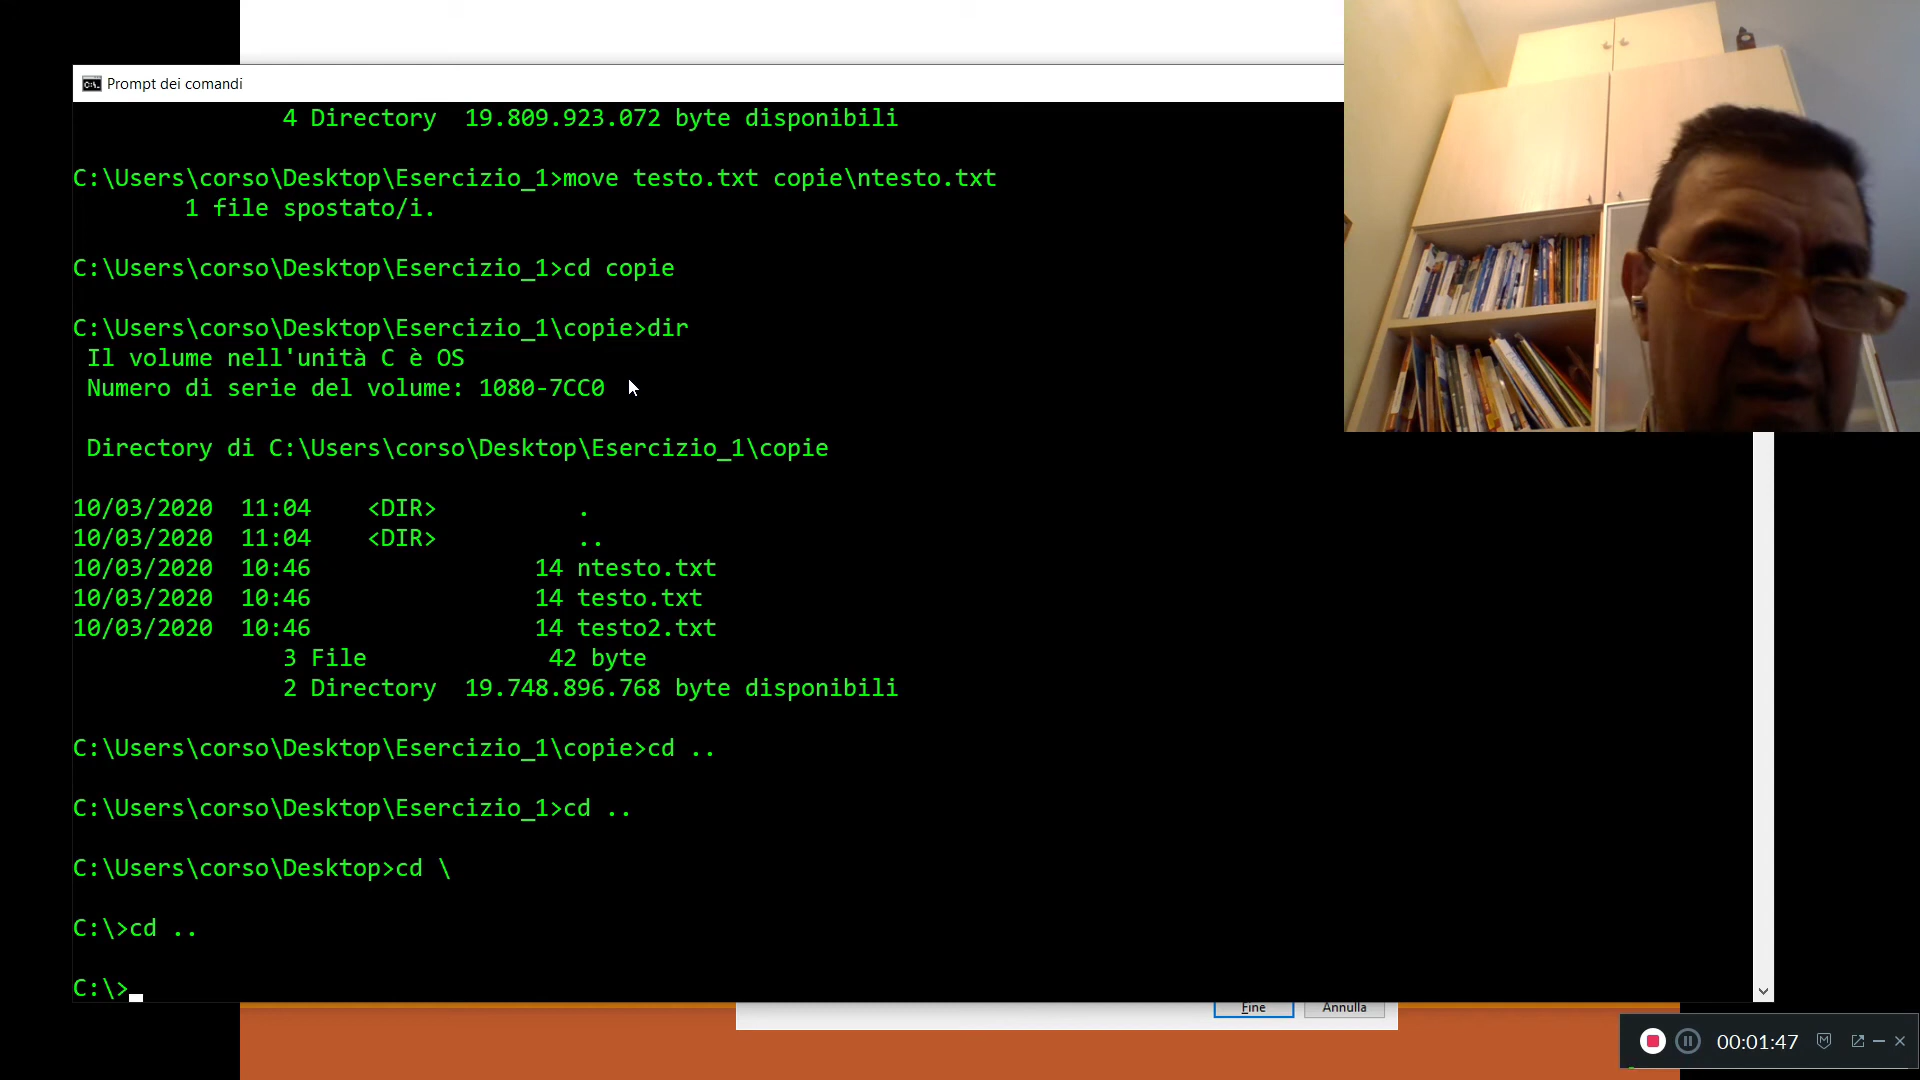 Prompt dei comandi
4 Directory  19.809.923.072 byte disponibili
C:\Users\corso\Desktop\Esercizio_1>move testo.txt copie\ntesto.txt
1 file spostato/i.
C:\Users\corso\Desktop\Esercizio_1>cd copie
C:\Users\corso\Desktop\Esercizio_1\copie>dir
Il volume nell'unità C è OS
Numero di serie del volume: 1080-7CC0
Directory di C:\Users\corso\Desktop\Esercizio_1\copie
10/03/2020  11:04    <DIR>          .
10/03/2020  11:04    <DIR>          ..
10/03/2020  10:46                14 ntesto.txt
10/03/2020  10:46                14 testo.txt
10/03/2020  10:46                14 testo2.txt
3 File             42 byte
2 Directory  19.748.896.768 byte disponibili
C:\Users\corso\Desktop\Esercizio_1\copie>cd ..
C:\Users\corso\Desktop\Esercizio_1>cd ..
C:\Users\corso\Desktop>cd \
C:\>cd ..
C:\>
Fine
Annulla
00:01:47